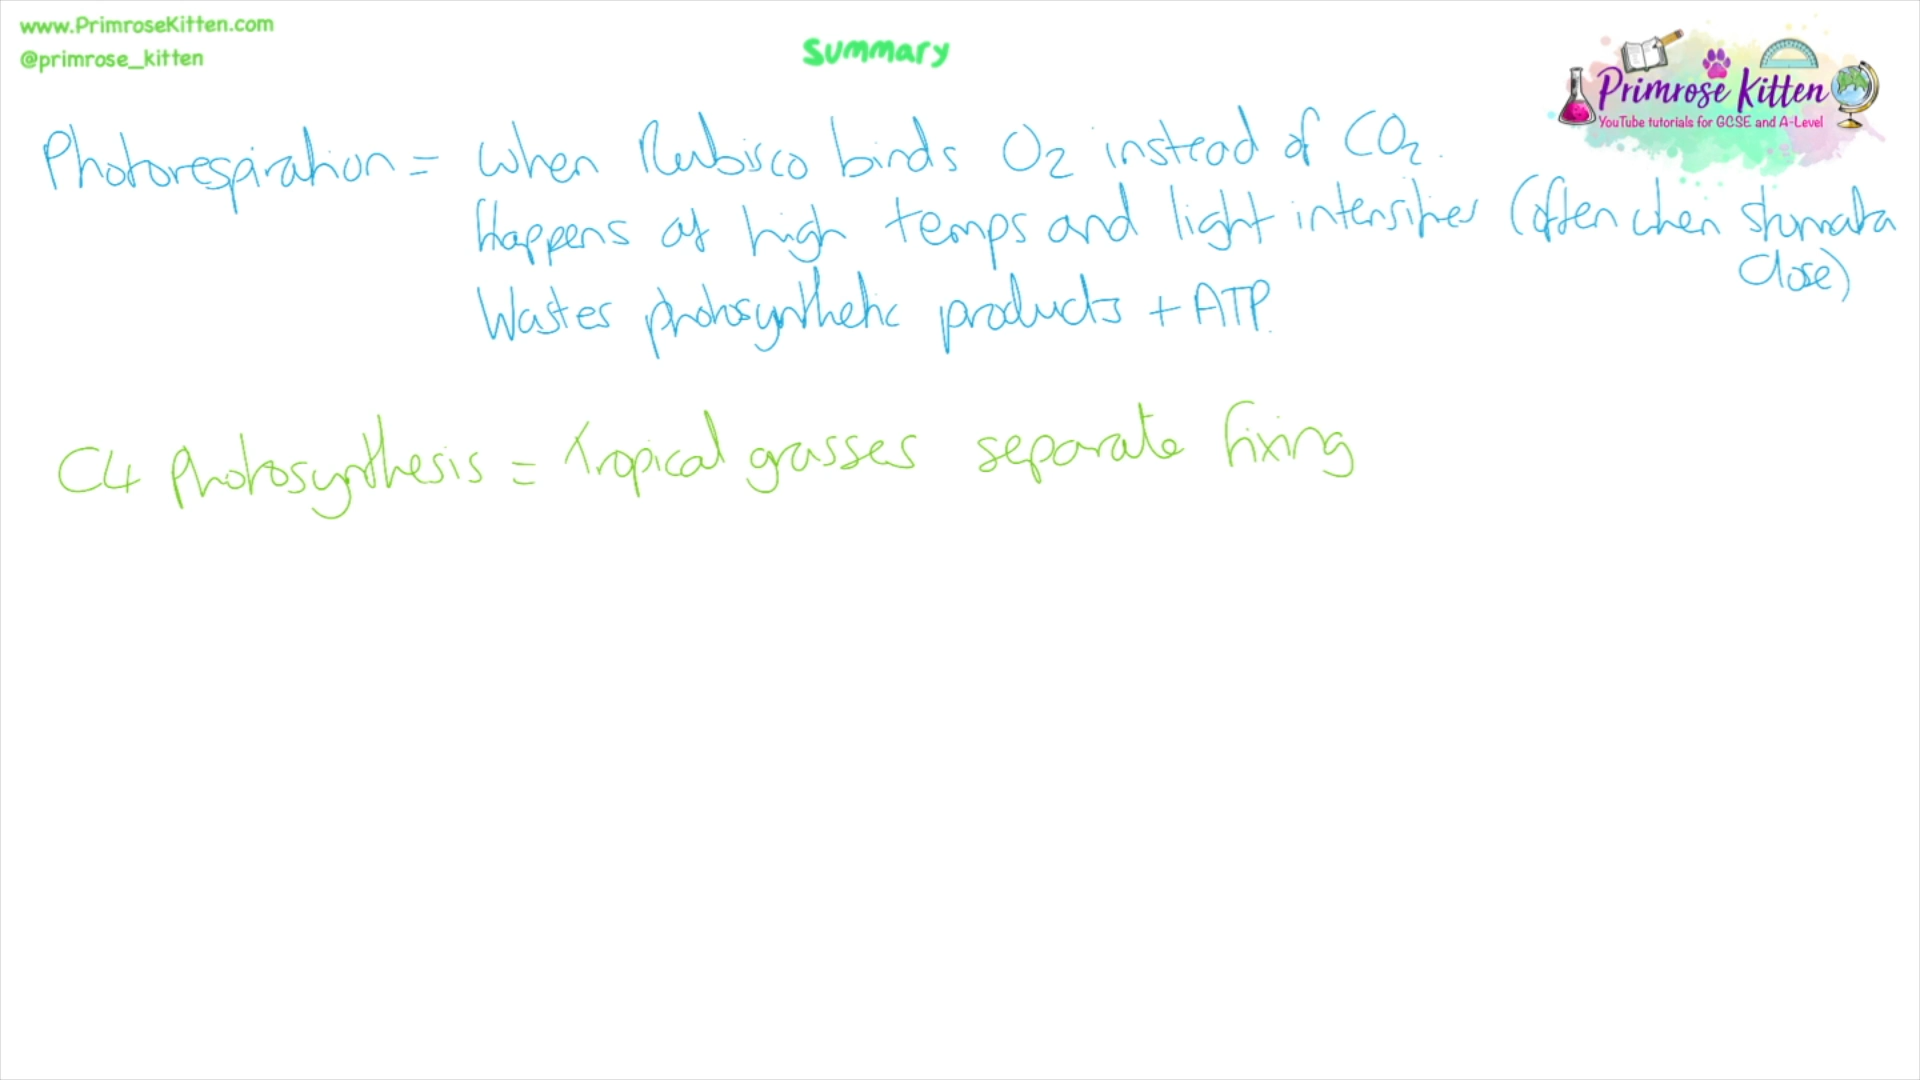 www.PrimroseKitten.com
@primrose_kitten
Summary
Primrose Kitten
YouTube tutorials for GCSE and A-Level
Photorespiration = when Rubisco binds O2 instead of CO2.
Happens at high temps and light intensities (often when stomata close)
Wastes photosynthetic products + ATP.
C4 Photosynthesis = Tropical grasses separate fixing